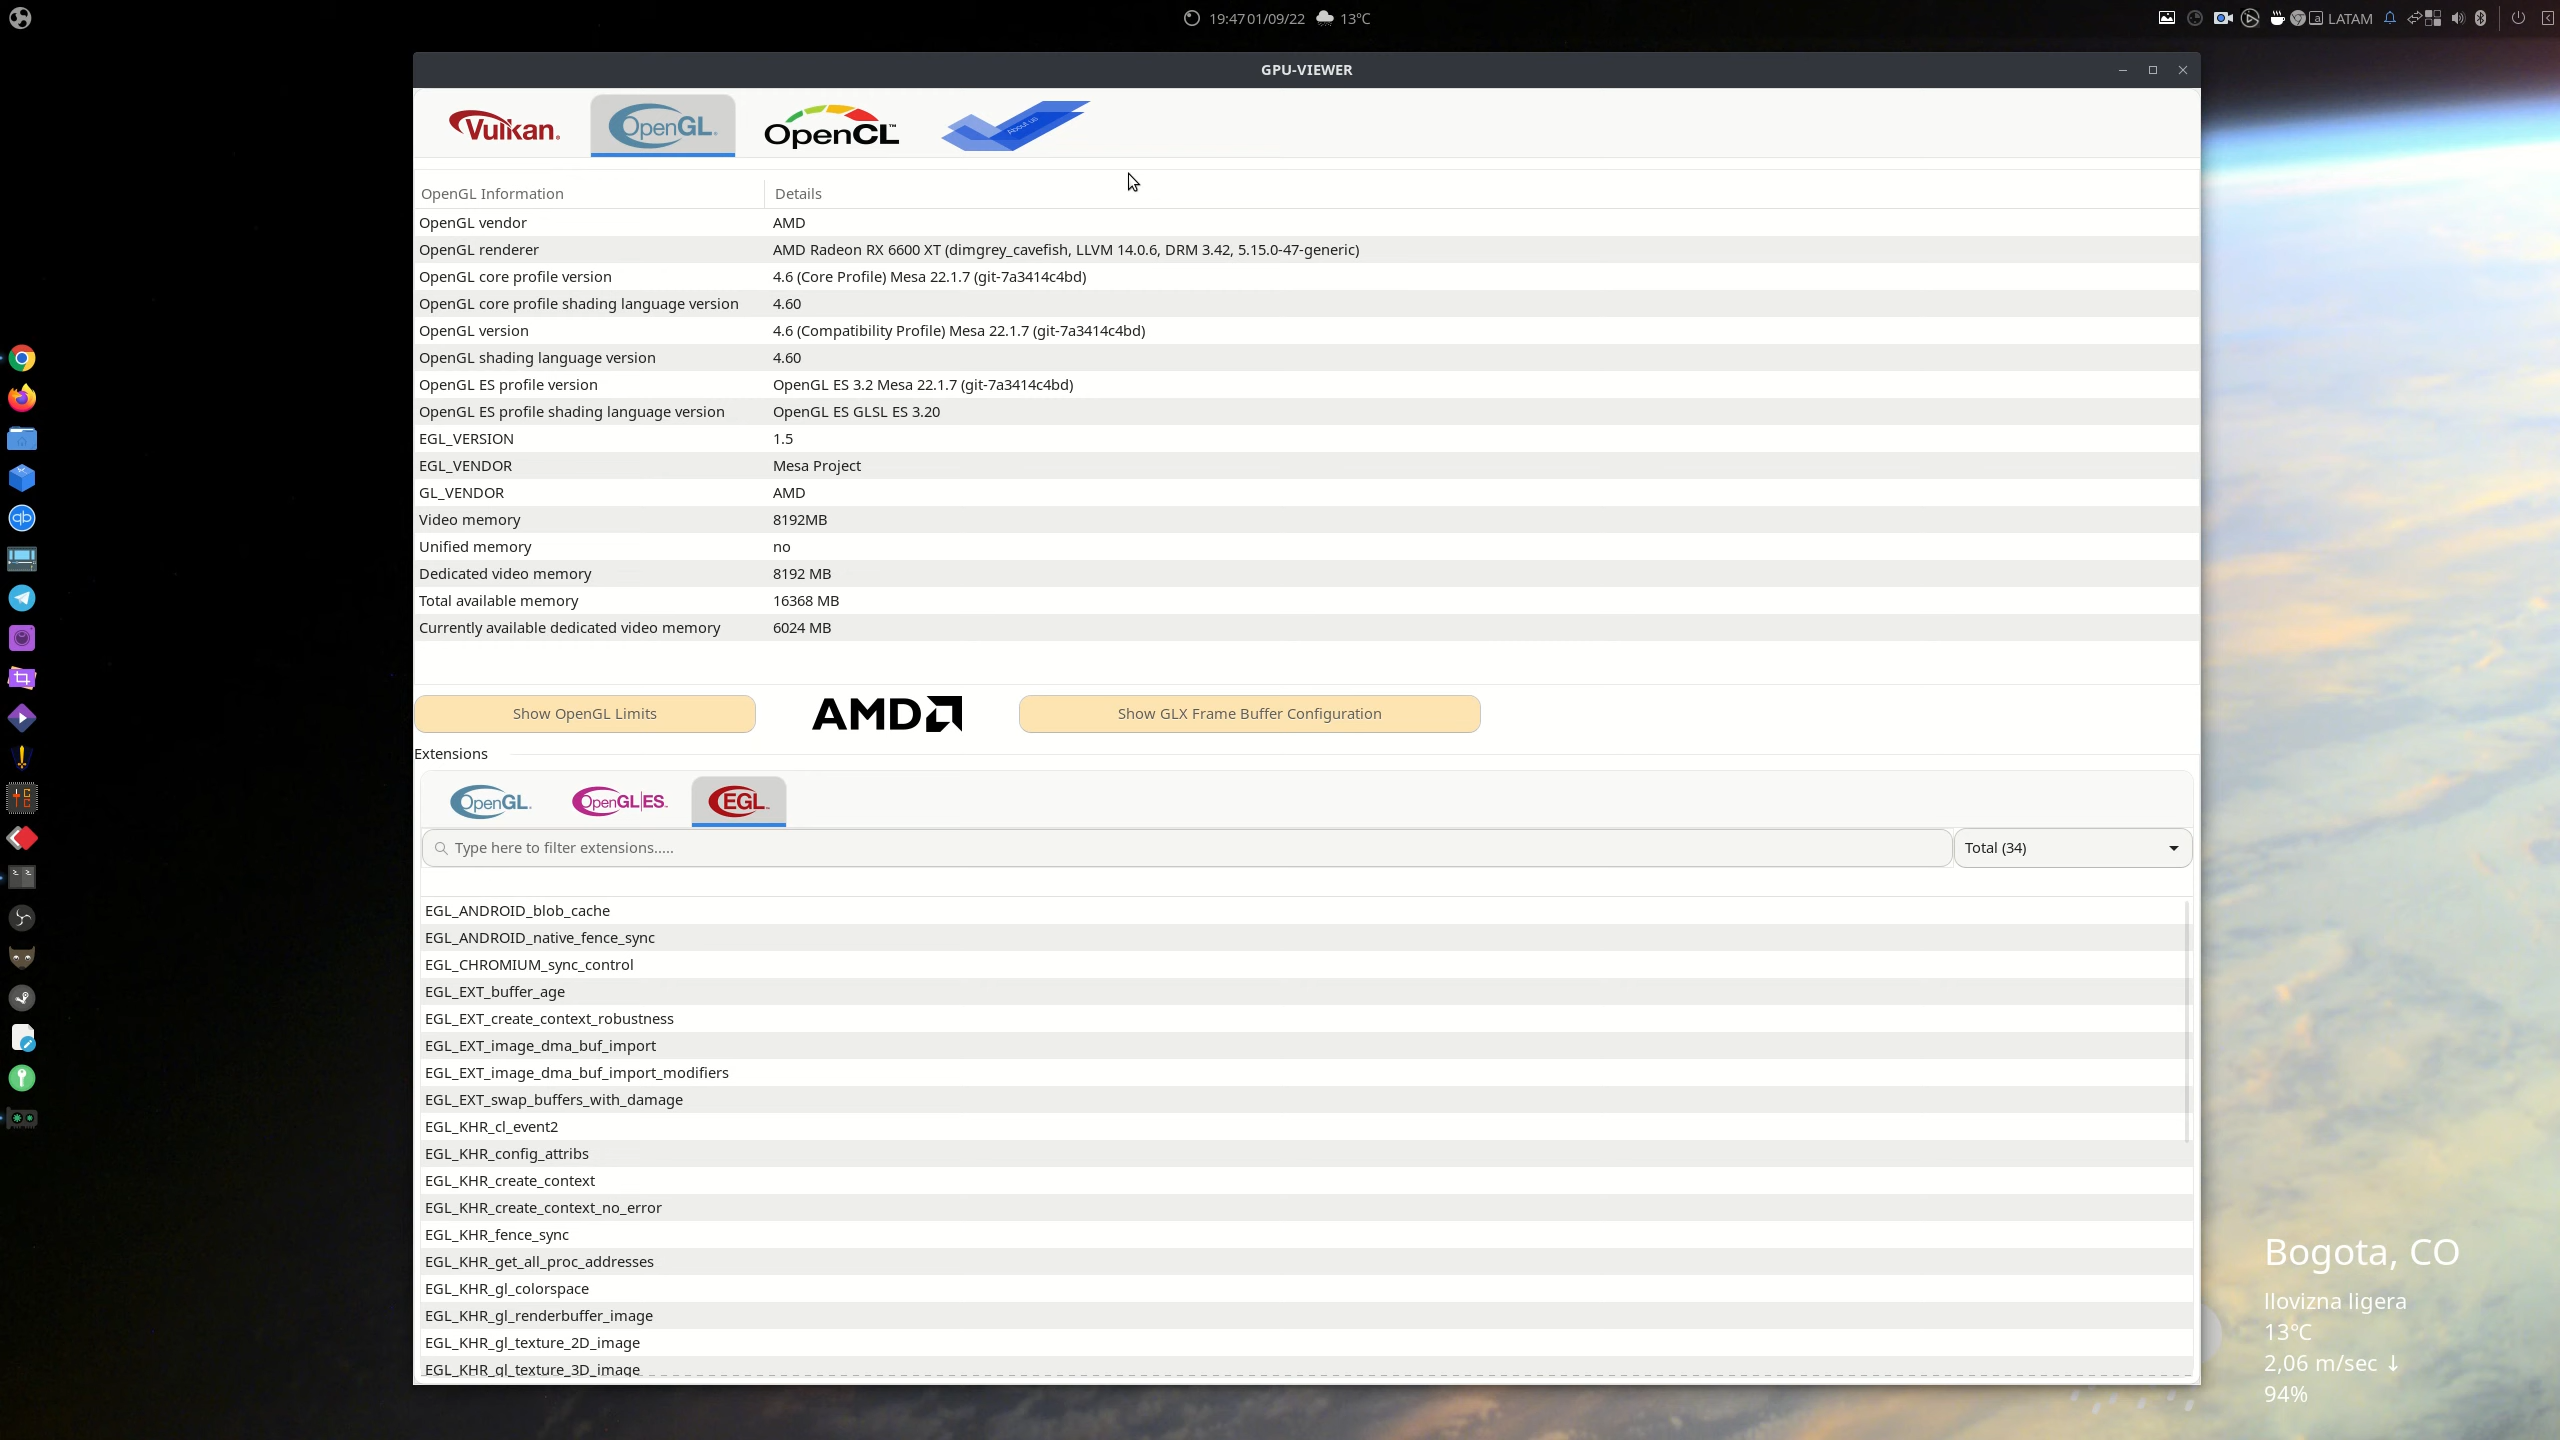 19:47 01/09/22 13°C
LATAM
GPU-VIEWER
Vulkan. OpenGL. OpenCL™ About us
OpenGL Information Details
OpenGL vendor AMD
OpenGL renderer AMD Radeon RX 6600 XT (dimgrey_cavefish, LLVM 14.0.6, DRM 3.42, 5.15.0-47-generic)
OpenGL core profile version 4.6 (Core Profile) Mesa 22.1.7 (git-7a3414c4bd)
OpenGL core profile shading language version 4.60
OpenGL version 4.6 (Compatibility Profile) Mesa 22.1.7 (git-7a3414c4bd)
OpenGL shading language version 4.60
OpenGL ES profile version OpenGL ES 3.2 Mesa 22.1.7 (git-7a3414c4bd)
OpenGL ES profile shading language version OpenGL ES GLSL ES 3.20
EGL_VERSION 1.5
EGL_VENDOR Mesa Project
GL_VENDOR AMD
Video memory 8192MB
Unified memory no
Dedicated video memory 8192 MB
Total available memory 16368 MB
Currently available dedicated video memory 6024 MB
Show OpenGL Limits AMD Show GLX Frame Buffer Configuration
Extensions
OpenGL. OpenGL|ES. EGL™
Type here to filter extensions..... Total (34)
EGL_ANDROID_blob_cache
EGL_ANDROID_native_fence_sync
EGL_CHROMIUM_sync_control
EGL_EXT_buffer_age
EGL_EXT_create_context_robustness
EGL_EXT_image_dma_buf_import
EGL_EXT_image_dma_buf_import_modifiers
EGL_EXT_swap_buffers_with_damage
EGL_KHR_cl_event2
EGL_KHR_config_attribs
EGL_KHR_create_context
EGL_KHR_create_context_no_error
EGL_KHR_fence_sync
EGL_KHR_get_all_proc_addresses
EGL_KHR_gl_colorspace
EGL_KHR_gl_renderbuffer_image
EGL_KHR_gl_texture_2D_image
EGL_KHR_gl_texture_3D_image
Bogota, CO
llovizna ligera
13°C
2,06 m/sec ↓
94%